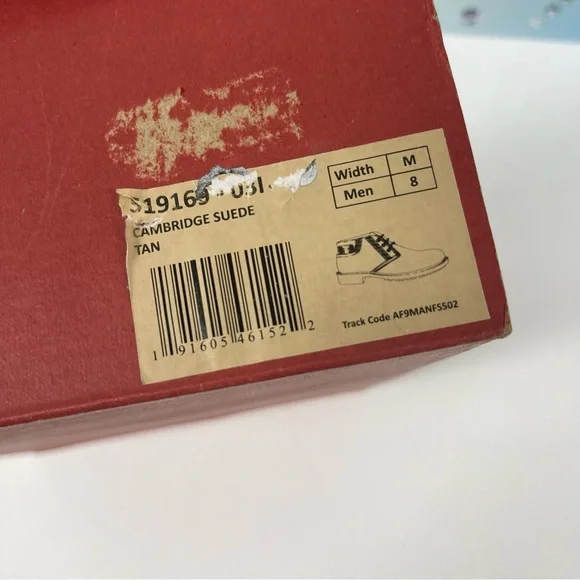 CAMBRIDGE SUEDE
TAN
Width M
Men 8
1 91605 46152 2
Track Code AF9MANFS502